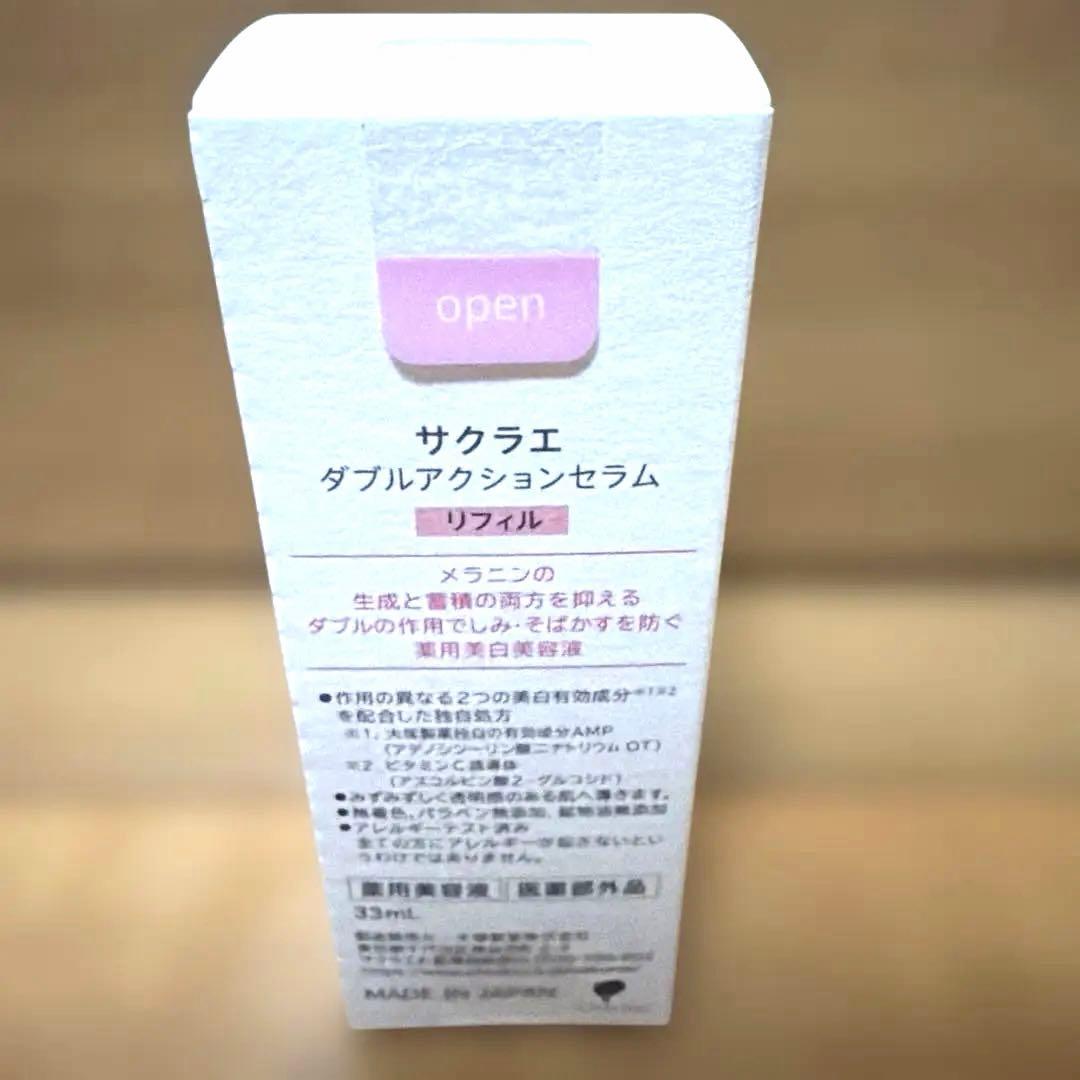 open
サクラエ
ダブルアクションセラム
リフィル
メラニンの
生成と蓄積の両方を抑える
ダブルの作用でしみ・そばかすを防ぐ
薬用美白美容液
●作用の異なる2つの美白有効成分※1※2
を配合した独自処方
※1. 大塚製薬独自の有効成分AMP
(アデノシン一リン酸二ナトリウム OT)
※2 ビタミンC誘導体
(アスコルビン酸2-グルコシド)
●みずみずしく透明感のある肌へ導きます。
●無着色、パラベン無添加、鉱物油無添加
●アレルギーテスト済み
全ての方にアレルギーが起きないとい
うわけではありません。
薬用美容液 医薬部外品
33mL
MADE IN JAPAN